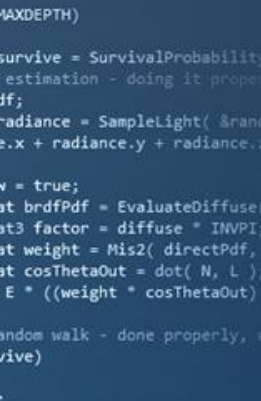 MAXDEPTH)
survive = SurvivalProbability
estimation - doing it prope
df;
radiance = SampleLight( &rand
e.x + radiance.y + radiance.
w = true;
at brdfPdf = EvaluateDiffuse
at3 factor = diffuse * INVPI
at weight = Mis2( directPdf,
at cosThetaOut = dot( N, L )
E * ((weight * cosThetaOut)
andom walk - done properly,
vive)